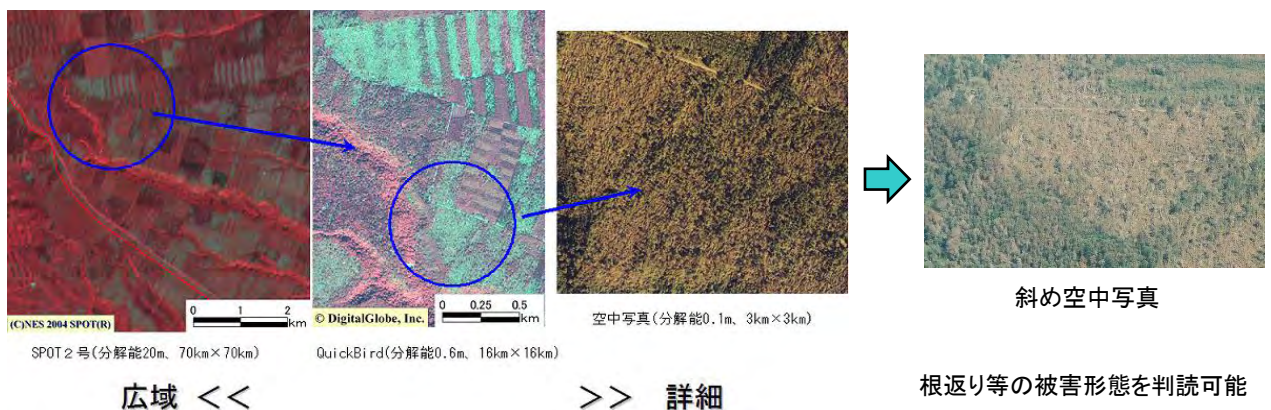 0 1 2
km
(C)NES 2004 SPOT(R)
SPOT2号(分解能20m、70km×70km)
0 0.25 0.5
km
© DigitalGlobe, Inc.
QuickBird(分解能0.6m、16km×16km)
空中写真(分解能0.1m、3km×3km)
斜め空中写真
広域 <<
>> 詳細
根返り等の被害形態を判読可能